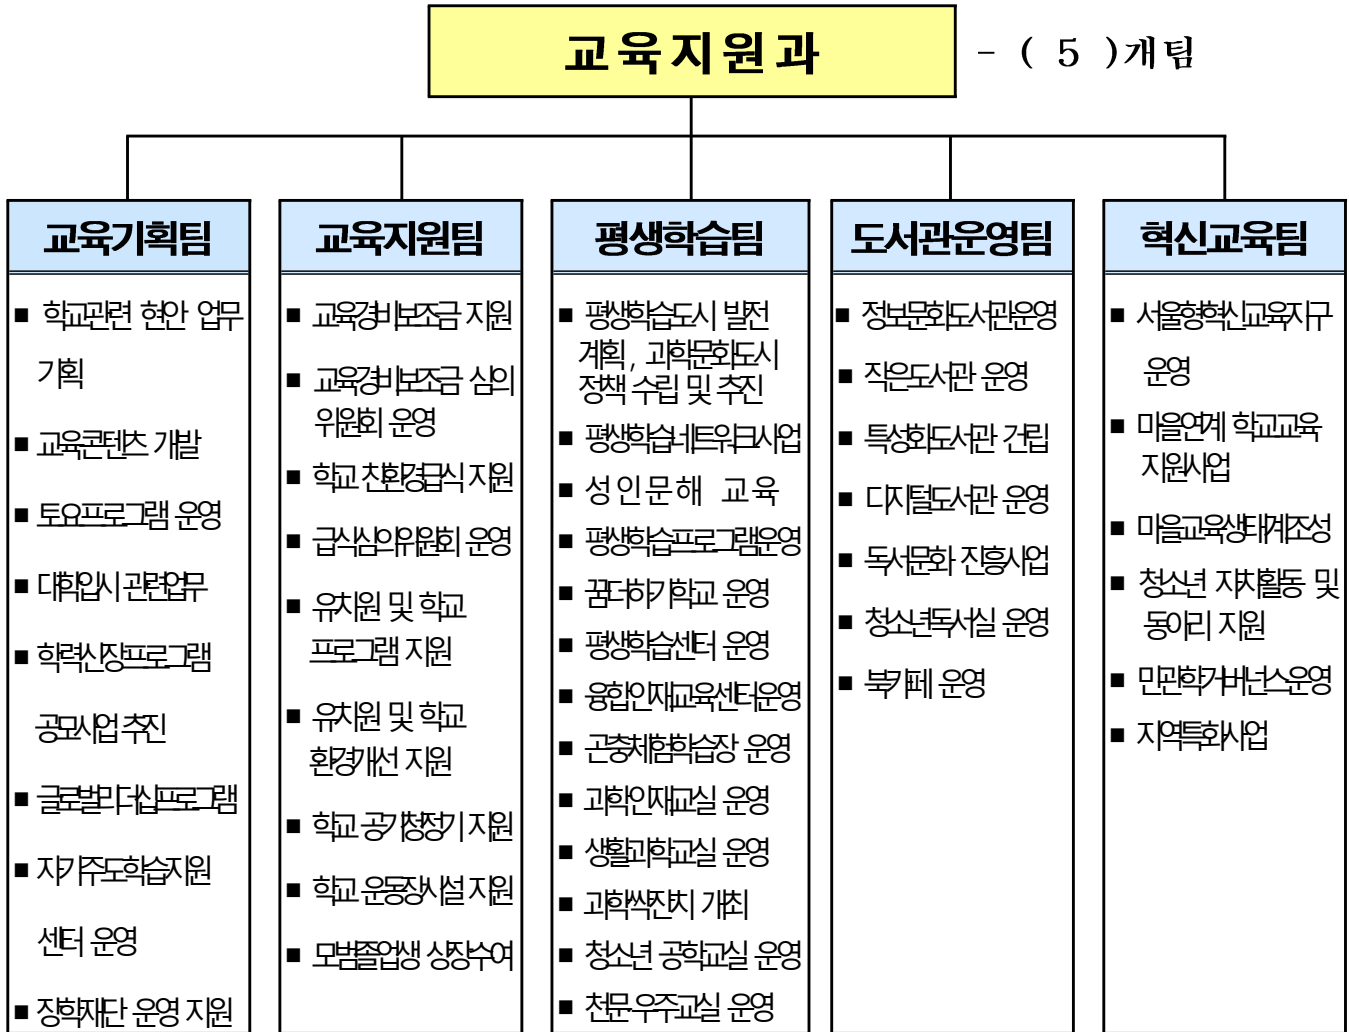 교육지원과
- ( 5 )개팀
교육기획팀
■ 학교관련 현안 업무
기획
■ 교육콘텐츠 개발
■ 토요프로그램 운영
■ 대학입시 관련업무
■ 학력신장프로그램
공모사업 추진
■ 글로벌리더십프로그램
■ 자기주도학습지원
센터 운영
■ 장학재단 운영 지원
교육지원팀
■ 교육경비보조금 지원
■ 교육경비보조금 심의
위원회 운영
■ 학교 친환경급식 지원
■ 급식심의위원회 운영
■ 유치원 및 학교
프로그램 지원
■ 유치원 및 학교
환경개선 지원
■ 학교 공기청정기 지원
■ 학교 운동장시설 지원
■ 모범졸업생 상장수여
평생학습팀
■ 평생학습도시 발전
계획, 과학문화도시
정책 수립 및 추진
■ 평생학습네트워크사업
■ 성인문해 교육
■ 평생학습프로그램운영
■ 꿈더하기학교 운영
■ 평생학습센터 운영
■ 융합인재교육센터운영
■ 곤충체험학습장 운영
■ 과학인재교실 운영
■ 생활과학교실 운영
■ 과학싹잔치 개최
■ 청소년 공학교실 운영
■ 천문·우주교실 운영
도서관운영팀
■ 정보문화도서관운영
■ 작은도서관 운영
■ 특성화도서관 건립
■ 디지털도서관 운영
■ 독서문화 진흥사업
■ 청소년독서실 운영
■ 북카페 운영
혁신교육팀
■ 서울형혁신교육지구
운영
■ 마을연계 학교교육
지원사업
■ 마을교육생태계조성
■ 청소년 자치활동 및
동아리 지원
■ 민관학거버넌스운영
■ 지역특화사업